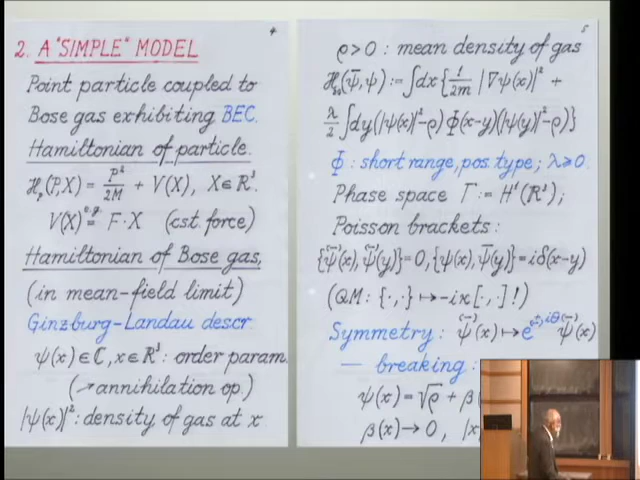 4
2. A "SIMPLE" MODEL
Point particle coupled to
Bose gas exhibiting BEC.
Hamiltonian of particle.
ℋ_p(P,X) = P²/2M + V(X), X∈ℝ³.
V(X) e.g.= F·X (cst. force)
Hamiltonian of Bose gas,
(in mean-field limit)
Ginzburg-Landau descr.
ψ(x)∈ℂ, x∈ℝ³: order param.
(↗annihilation op.)
|ψ(x)|²: density of gas at x
5
ρ>0 : mean density of gas
(ψ̄,ψ) := ∫dx{1/2m |∇ψ(x)|² +
λ/2 ∫dy(|ψ(x)|²-ρ) Φ(x-y)(|ψ(y)|²-ρ)}
Φ : short range, pos. type; λ≥0.
Phase space Γ := H¹(ℝ³);
Poisson brackets:
{ψ⁽⁻⁾(x), ψ⁽⁻⁾(y)}=0, {ψ(x), ψ̄(y)}=iδ(x-y)
(QM: {·,·} ↦ -i[·,·]!)
Symmetry: ψ⁽⁻⁾(x) ↦ e^{(-)iθ} ψ⁽⁻⁾(x)
— breaking:
ψ(x) = √ρ + β
β(x) → 0, |x